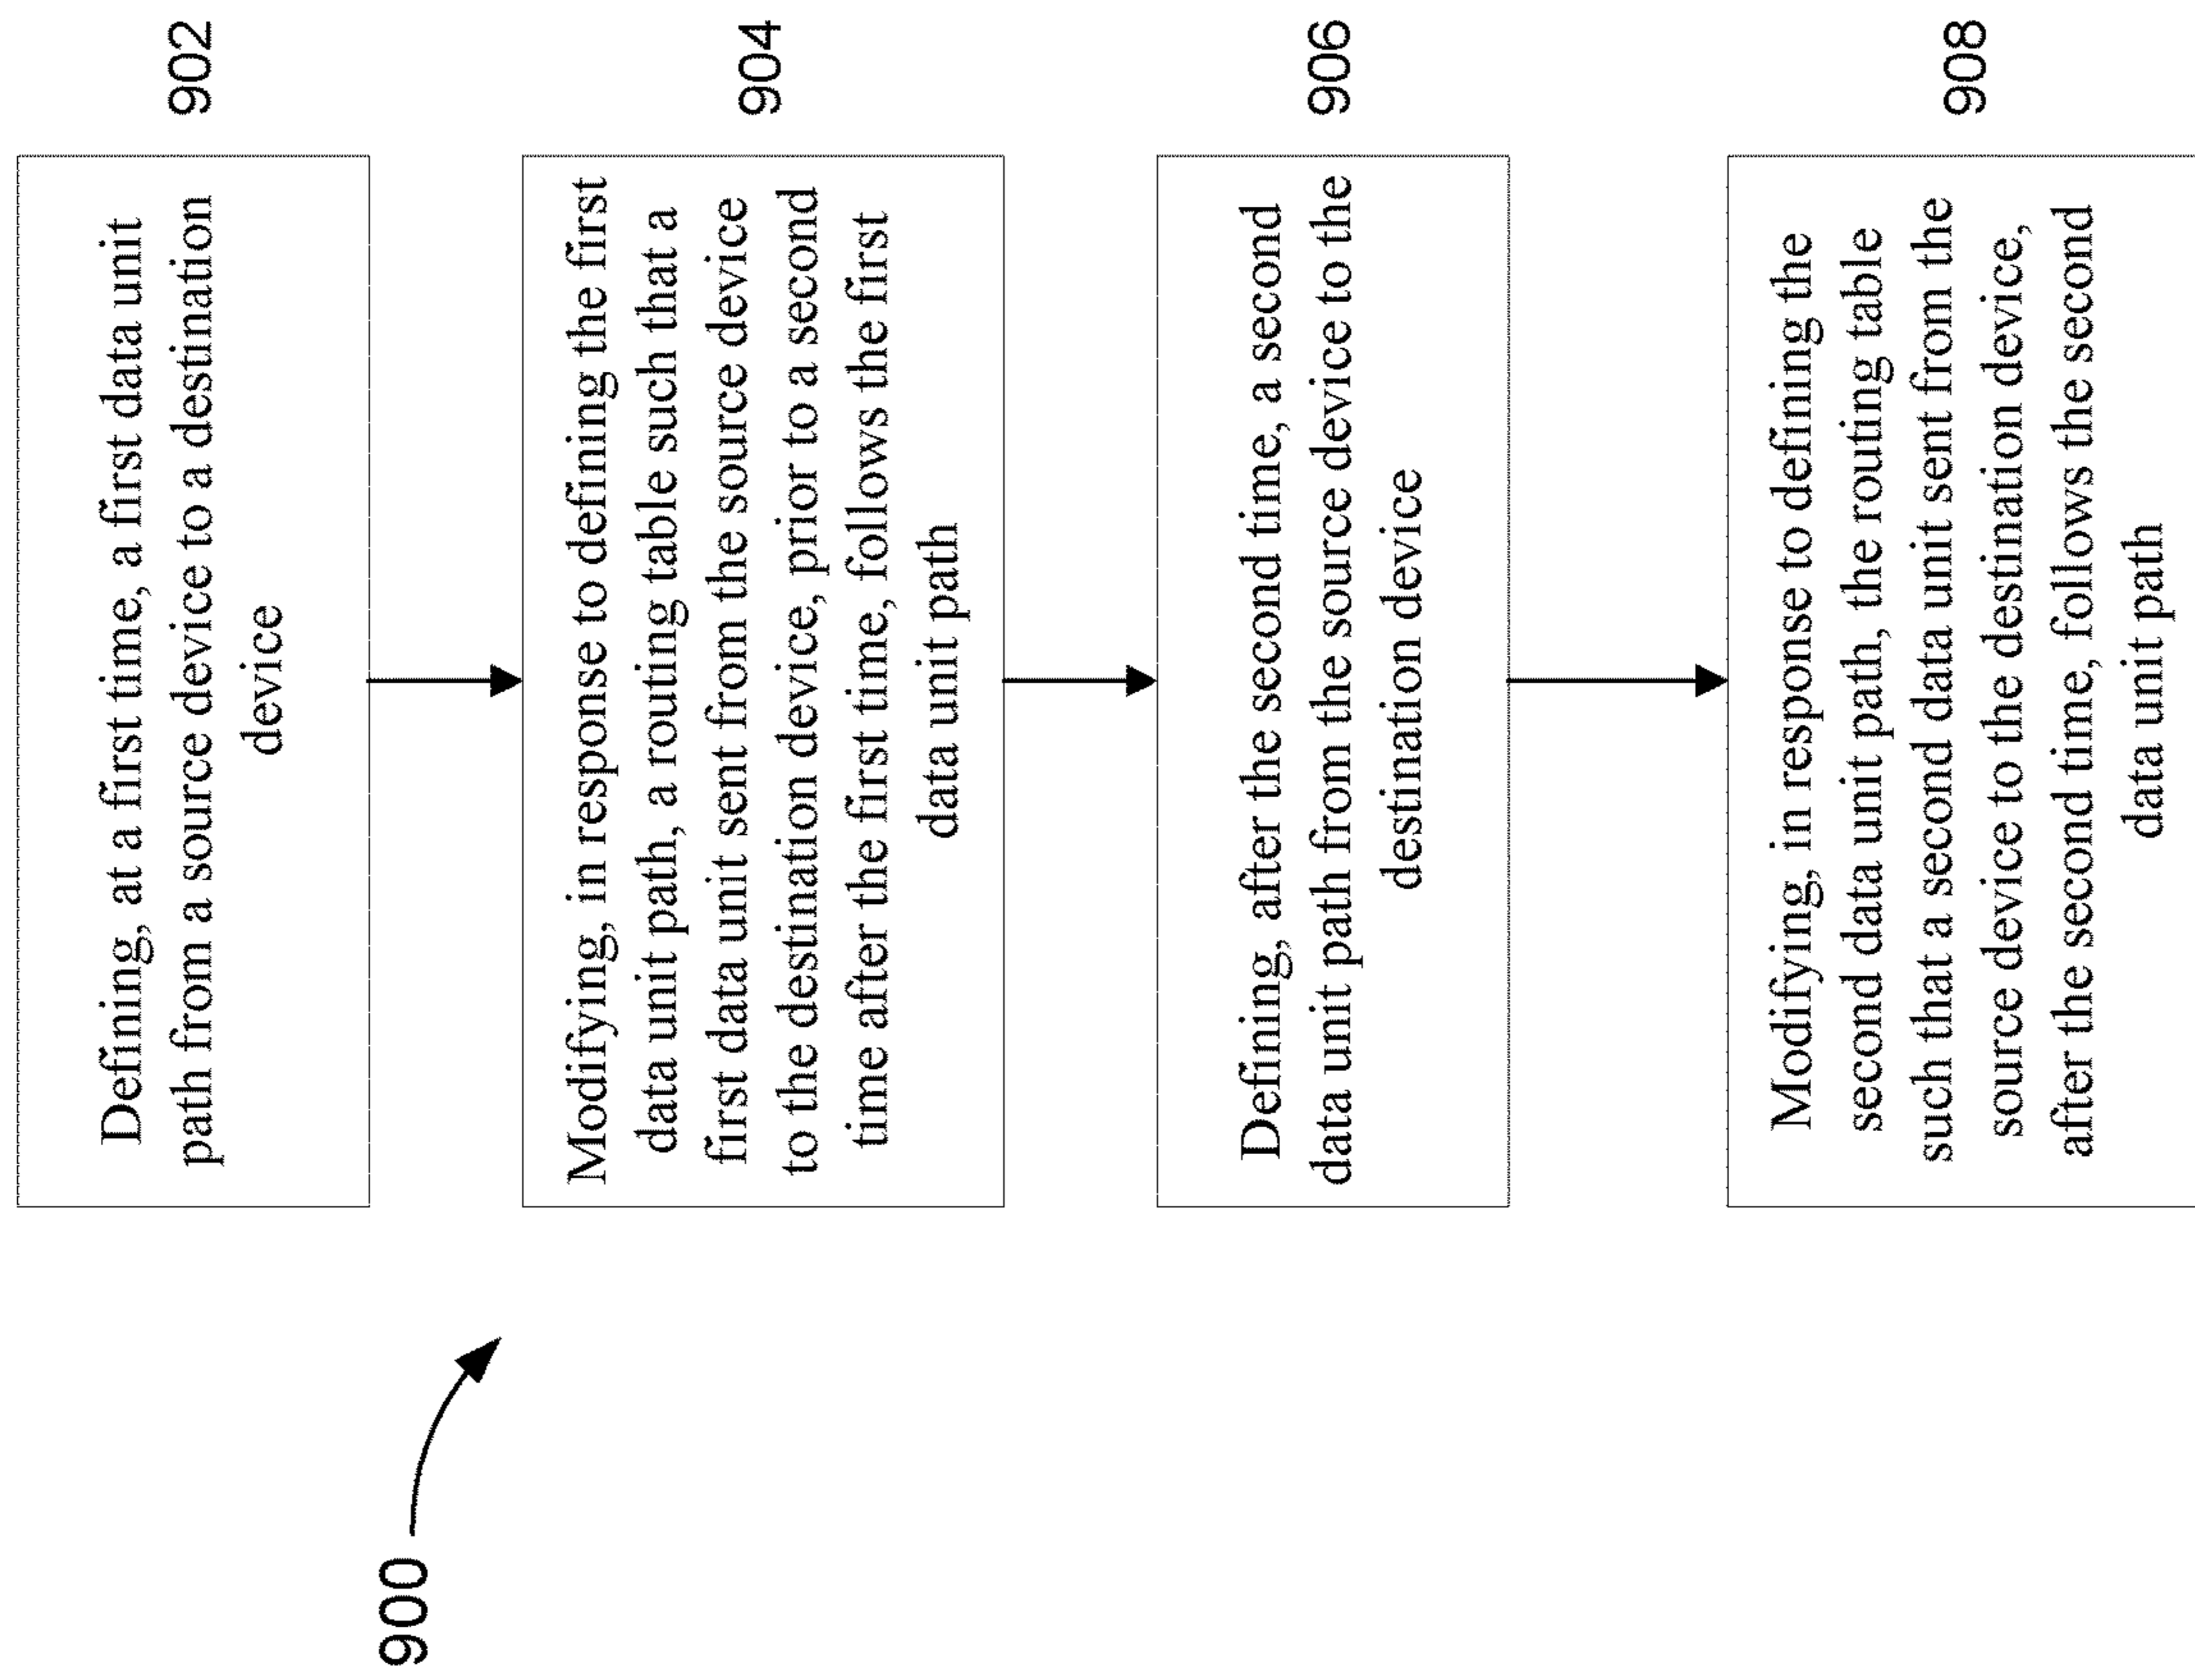 900
Defining, at a first time, a first data unit
path from a source device to a destination
device
902
Modifying, in response to defining the first
data unit path, a routing table such that a
first data unit sent from the source device
to the destination device, prior to a second
time after the first time, follows the first
data unit path
904
Defining, after the second time, a second
data unit path from the source device to the
destination device
906
Modifying, in response to defining the
second data unit path, the routing table
such that a second data unit sent from the
source device to the destination device,
after the second time, follows the second
data unit path
908